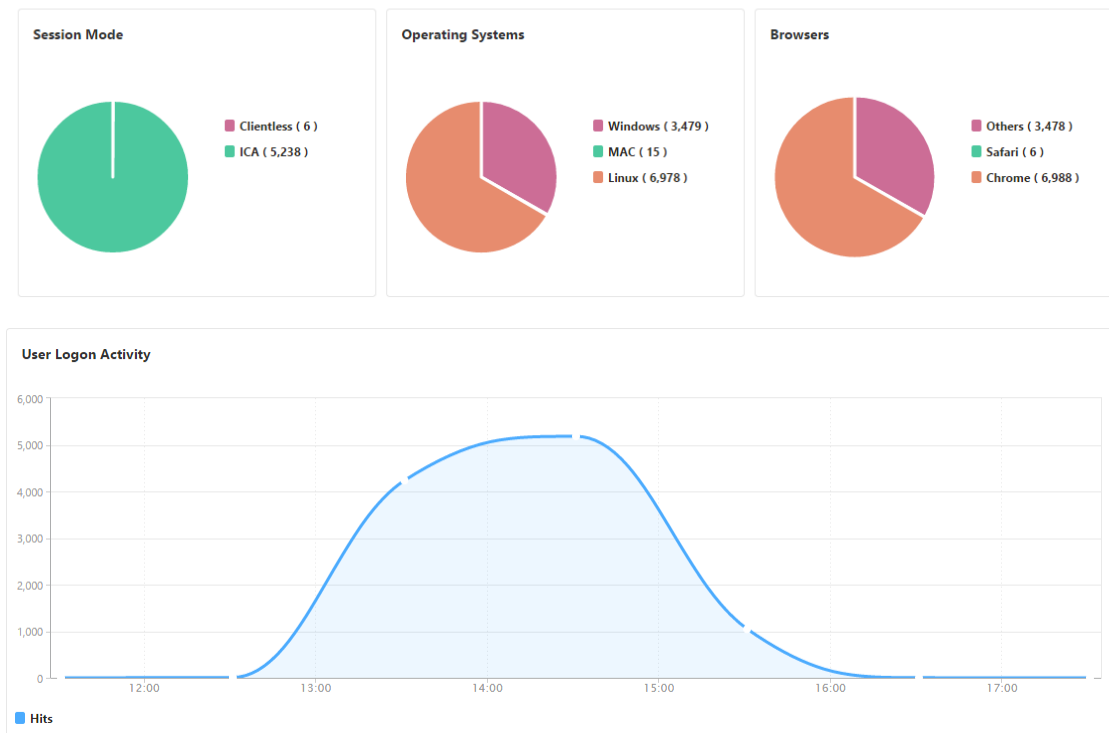 Session Mode
Clientless ( 6 )
ICA ( 5,238 )
Operating Systems
Windows ( 3,479 )
MAC ( 15 )
Linux ( 6,978 )
Browsers
Others ( 3,478 )
Safari ( 6 )
Chrome ( 6,988 )
User Logon Activity
6,000
5,000
4,000
3,000
2,000
1,000
0
12:00 13:00 14:00 15:00 16:00 17:00
Hits